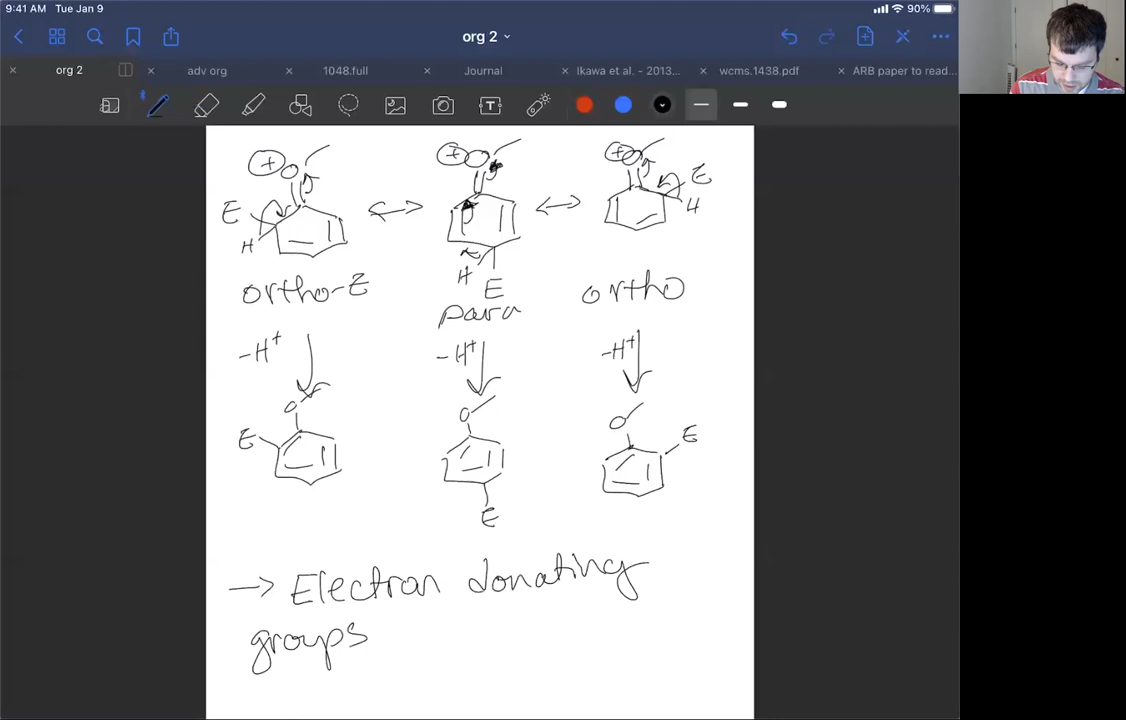 9:41 AM Tue Jan 9
90%
org 2
org 2
adv org
1048.full
Journal
Ikawa et al. - 2013...
wcms.1438.pdf
ARB paper to read...
T
+ O
+ O
+ O
E
E
H
H
H
E
ortho-E
para
ortho
-H+
-H+
-H+
O
O
O
E
E
E
→ Electron donating
groups